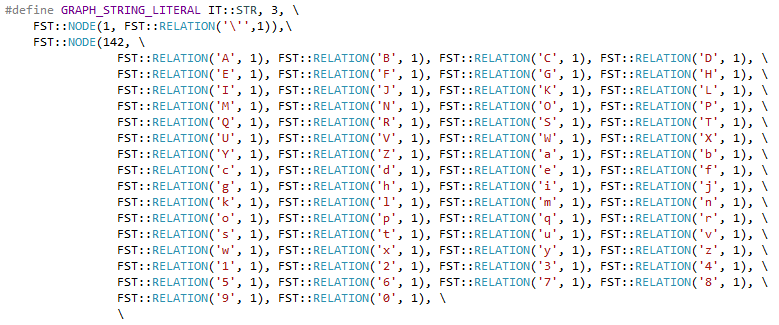 #define GRAPH_STRING_LITERAL IT::STR, 3, \
FST::NODE(1, FST::RELATION('\'',1)),\
FST::NODE(142, \
FST::RELATION('A', 1), FST::RELATION('B', 1), FST::RELATION('C', 1), FST::RELATION('D', 1), \
FST::RELATION('E', 1), FST::RELATION('F', 1), FST::RELATION('G', 1), FST::RELATION('H', 1), \
FST::RELATION('I', 1), FST::RELATION('J', 1), FST::RELATION('K', 1), FST::RELATION('L', 1), \
FST::RELATION('M', 1), FST::RELATION('N', 1), FST::RELATION('O', 1), FST::RELATION('P', 1), \
FST::RELATION('Q', 1), FST::RELATION('R', 1), FST::RELATION('S', 1), FST::RELATION('T', 1), \
FST::RELATION('U', 1), FST::RELATION('V', 1), FST::RELATION('W', 1), FST::RELATION('X', 1), \
FST::RELATION('Y', 1), FST::RELATION('Z', 1), FST::RELATION('a', 1), FST::RELATION('b', 1), \
FST::RELATION('c', 1), FST::RELATION('d', 1), FST::RELATION('e', 1), FST::RELATION('f', 1), \
FST::RELATION('g', 1), FST::RELATION('h', 1), FST::RELATION('i', 1), FST::RELATION('j', 1), \
FST::RELATION('k', 1), FST::RELATION('l', 1), FST::RELATION('m', 1), FST::RELATION('n', 1), \
FST::RELATION('o', 1), FST::RELATION('p', 1), FST::RELATION('q', 1), FST::RELATION('r', 1), \
FST::RELATION('s', 1), FST::RELATION('t', 1), FST::RELATION('u', 1), FST::RELATION('v', 1), \
FST::RELATION('w', 1), FST::RELATION('x', 1), FST::RELATION('y', 1), FST::RELATION('z', 1), \
FST::RELATION('1', 1), FST::RELATION('2', 1), FST::RELATION('3', 1), FST::RELATION('4', 1), \
FST::RELATION('5', 1), FST::RELATION('6', 1), FST::RELATION('7', 1), FST::RELATION('8', 1), \
FST::RELATION('9', 1), FST::RELATION('0', 1), \
\